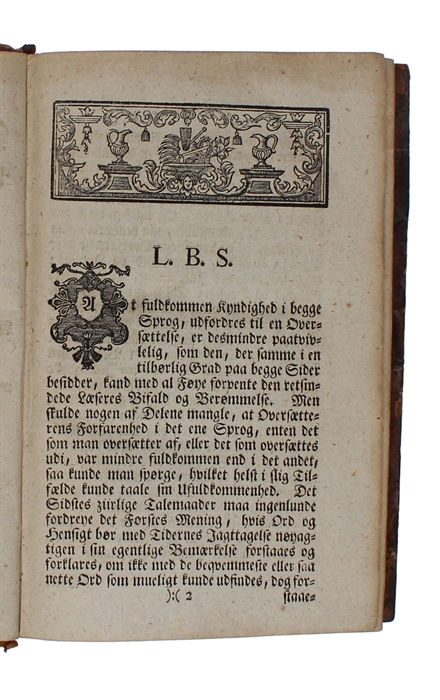 L. B. S.
At fuldkommen Kyndighed i begge
Sprog, udfordres til en Over-
sættelse, er desmindre paatviv-
lelig, som den, der samme i en
tilbørlig Grad paa begge Sider
besidder, kand med al Føye forvente den retsin-
dede Læseres Bifald og Berømmelse. Men
skulde nogen af Delene mangle, at Oversætte-
rens Forfarenhed i det ene Sprog, enten det
som man oversætter af, eller det som oversættes
udi, var mindre fuldkommen end i det andet,
saa kunde man spørge, hvilket helst i slig Til-
fælde kunde taale sin Ufuldkommenhed. Det
Sidstes ziirlige Talemaader maa ingenlunde
fordreye det Førstes Mening, hvis Ord og
Hensigt bør med Tidernes Jagttagelse nøyag-
tigen i sin egentlige Bemærkelse forstaaes og
forklares, om ikke med de beqvemmeste eller saa
nette Ord som mueligt kunde udfindes, dog for-
):( 2 staae-